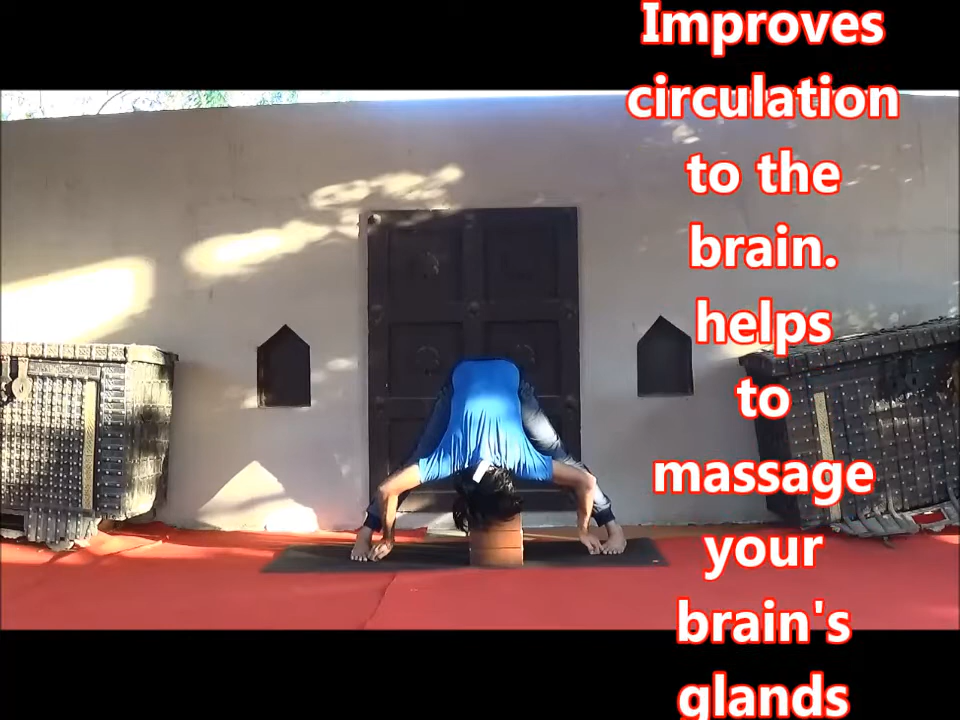 Improves
circulation
to the
brain.
helps
to
massage
your
brain's
glands